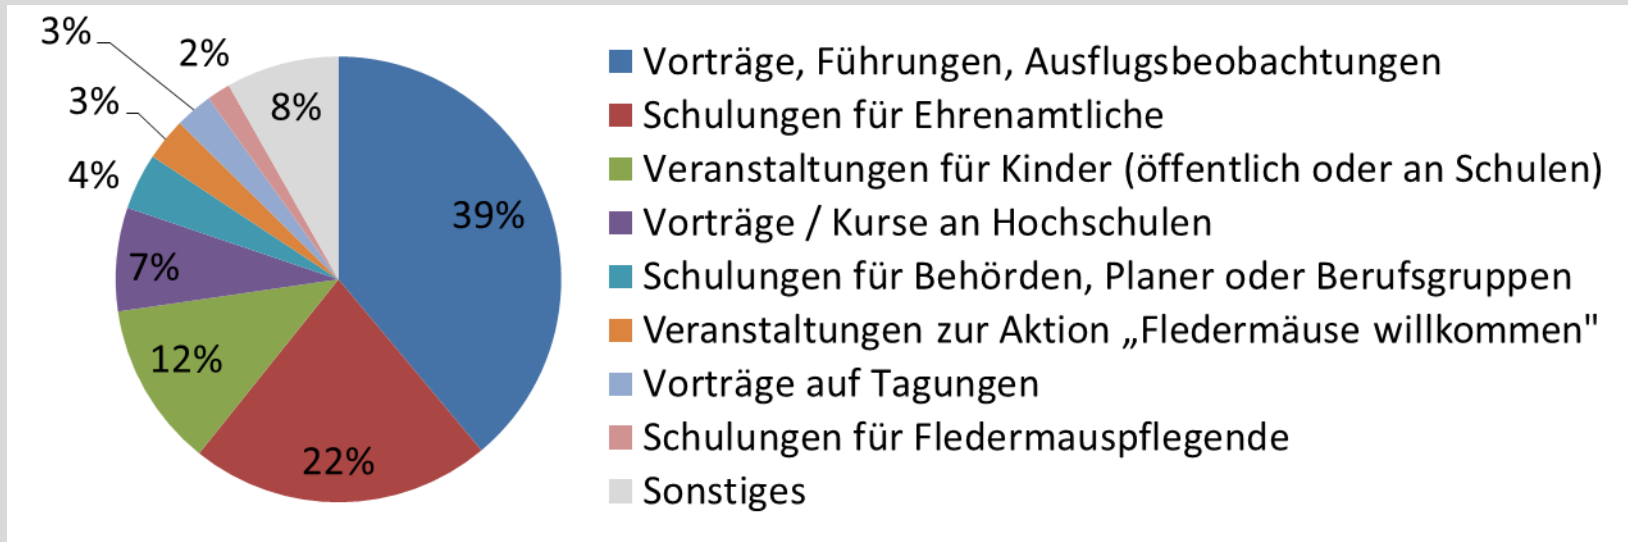 3%
2%
3%
8%
4%
39%
7%
12%
22%
Vorträge, Führungen, Ausflugsbeobachtungen
Schulungen für Ehrenamtliche
Veranstaltungen für Kinder (öffentlich oder an Schulen)
Vorträge / Kurse an Hochschulen
Schulungen für Behörden, Planer oder Berufsgruppen
Veranstaltungen zur Aktion „Fledermäuse willkommen"
Vorträge auf Tagungen
Schulungen für Fledermauspflegende
Sonstiges